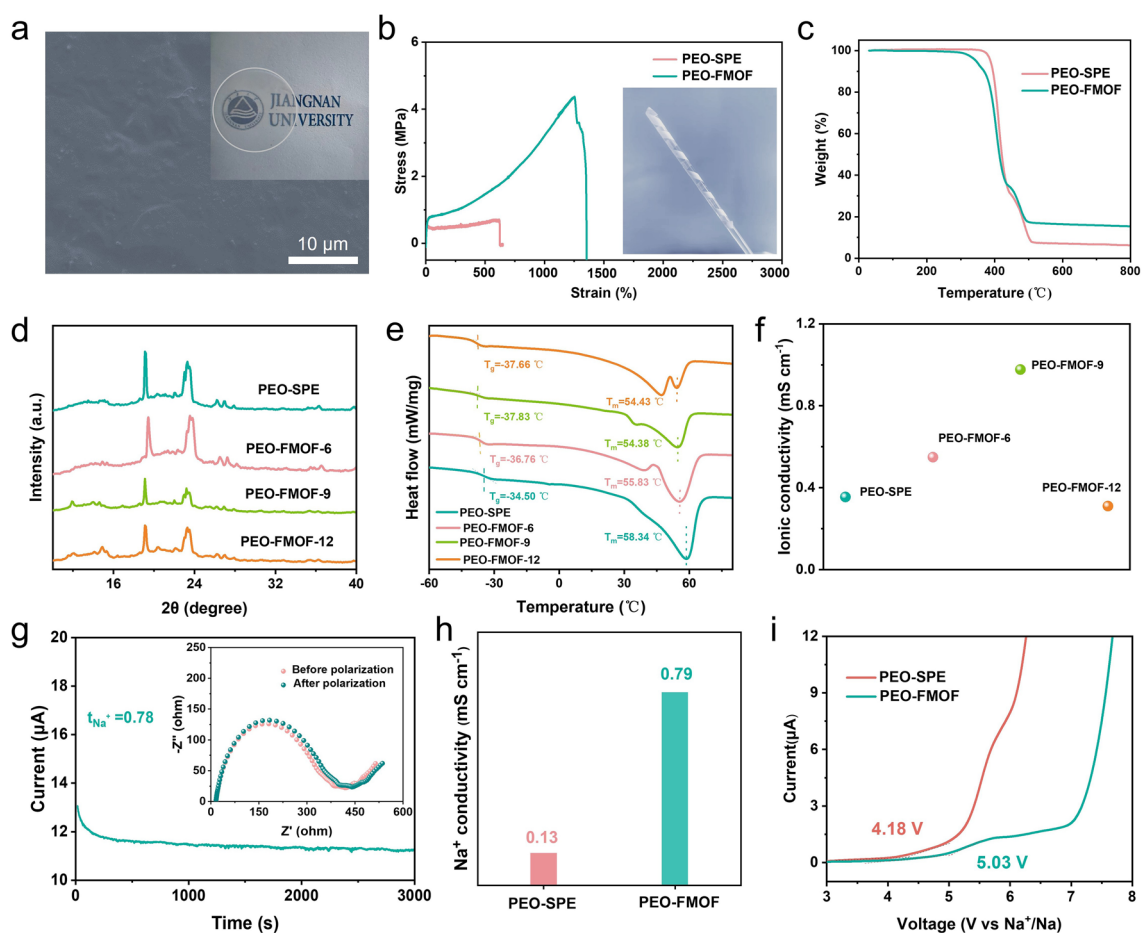 a
JIANGNAN
UNIVERSITY
10 μm
b
PEO-SPE
PEO-FMOF
Stress (MPa)
6
4
2
0
0 500 1000 1500 2000 2500 3000
Strain (%)
c
PEO-SPE
PEO-FMOF
Weight (%)
100
80
60
40
20
0
0 200 400 600 800
Temperature (℃)
d
PEO-SPE
PEO-FMOF-6
PEO-FMOF-9
PEO-FMOF-12
Intensity (a.u.)
16 24 32 40
2θ (degree)
e
Tg=-37.66 ℃
Tm=54.43 ℃
Tg=-37.83 ℃
Tm=54.38 ℃
Tg=-36.76 ℃
Tm=55.83 ℃
Tg=-34.50 ℃
Tm=58.34 ℃
PEO-SPE
PEO-FMOF-6
PEO-FMOF-9
PEO-FMOF-12
Heat flow (mW/mg)
-60 -30 0 30 60
Temperature (℃)
f
Ionic conductivity (mS cm⁻¹)
1.2
0.8
0.4
0.0
PEO-FMOF-9
PEO-FMOF-6
PEO-SPE
PEO-FMOF-12
g
Current (μA)
20
18
16
14
12
10
tNa⁺ =0.78
-Z'' (ohm)
250
200
150
100
50
0
Before polarization
After polarization
0 150 300 450 600
Z' (ohm)
0 1000 2000 3000
Time (s)
h
Na⁺ conductivity (mS cm⁻¹)
0.79
0.13
PEO-SPE PEO-FMOF
i
PEO-SPE
PEO-FMOF
Current(μA)
12
9
6
3
0
4.18 V
5.03 V
3 4 5 6 7 8
Voltage (V vs Na⁺/Na)